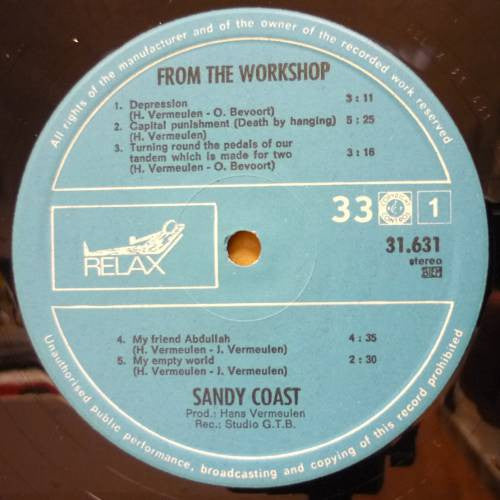 All rights of the manufacturer and of the owner of the recorded work reserved
FROM THE WORKSHOP
1. Depression 3 : 11
(H. Vermeulen - O. Bevoort)
2. Capital punishment (Death by hanging) 5 : 25
(H. Vermeulen)
3. Turning round the pedals of our
tandem which is made for two 3 : 16
(H. Vermeulen - O. Bevoort)
RELAX
33 1
31.631
stereo
4. My friend Abdullah 4 : 35
(H. Vermeulen - J. Vermeulen)
5. My empty world 2 : 30
(H. Vermeulen - J. Vermeulen)
SANDY COAST
Prod.: Hans Vermeulen
Rec.: Studio G.T.B.
Unauthorised public performance, broadcasting and copying of this record prohibited